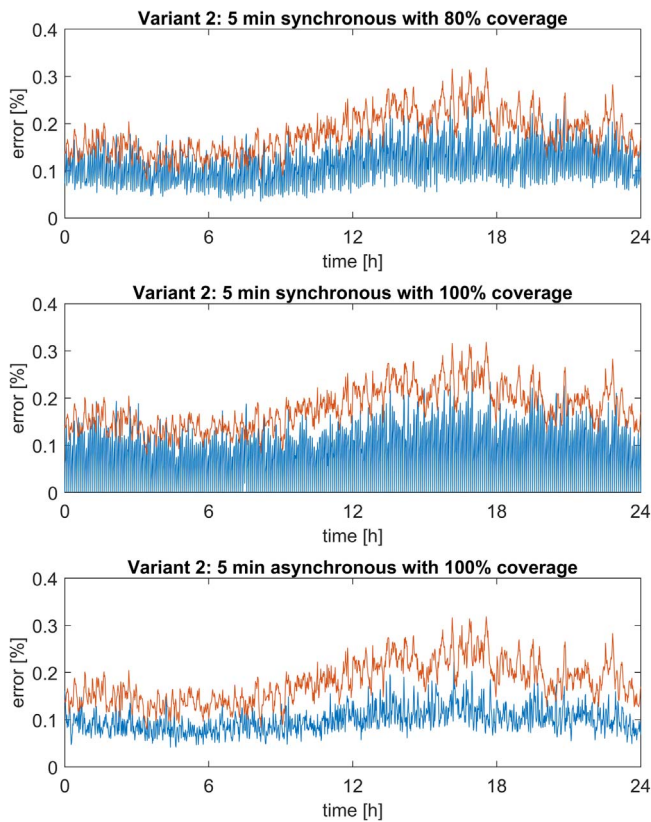 Variant 2: 5 min synchronous with 80% coverage
0.4
0.3
0.2
0.1
0
error [%]
0 6 12 18 24
time [h]
Variant 2: 5 min synchronous with 100% coverage
0.4
0.3
0.2
0.1
0
error [%]
0 6 12 18 24
time [h]
Variant 2: 5 min asynchronous with 100% coverage
0.4
0.3
0.2
0.1
0
error [%]
0 6 12 18 24
time [h]